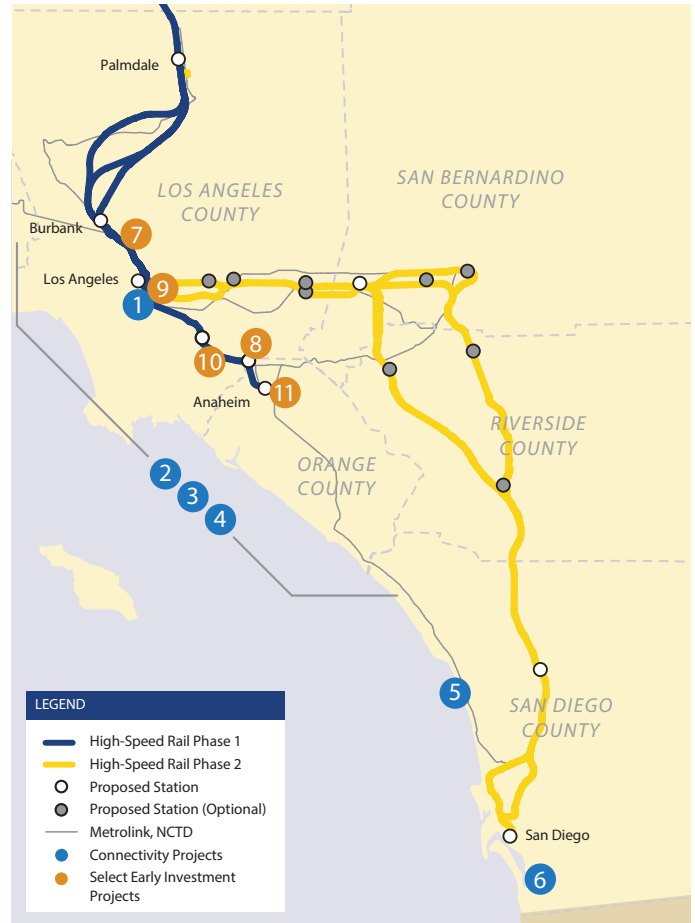 Palmdale
LOS ANGELES
COUNTY
SAN BERNARDINO
COUNTY
Burbank
7
Los Angeles
9
1
8
10
Anaheim
11
RIVERSIDE
COUNTY
ORANGE
COUNTY
2
3
4
5
SAN DIEGO
COUNTY
San Diego
6
LEGEND
High-Speed Rail Phase 1
High-Speed Rail Phase 2
Proposed Station
Proposed Station (Optional)
Metrolink, NCTD
Connectivity Projects
Select Early Investment
Projects